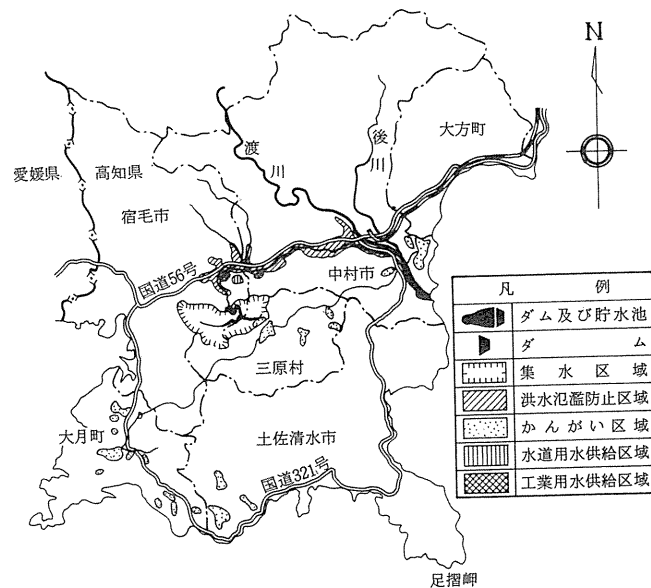 N
大方町
後川
渡川
愛媛県
高知県
宿毛市
国道56号
中村市
三原村
大月町
土佐清水市
国道321号
足摺岬
凡例
ダム及び貯水池
ダム
集水区域
洪水氾濫防止区域
かんがい区域
水道用水供給区域
工業用水供給区域